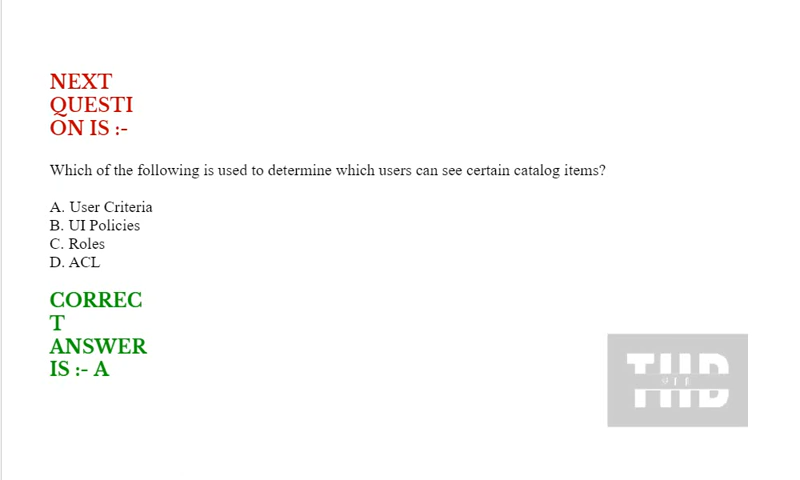 NEXT
QUESTI
ON IS :-
Which of the following is used to determine which users can see certain catalog items?
A. User Criteria
B. UI Policies
C. Roles
D. ACL
CORREC
T
ANSWER
IS :- A
THD